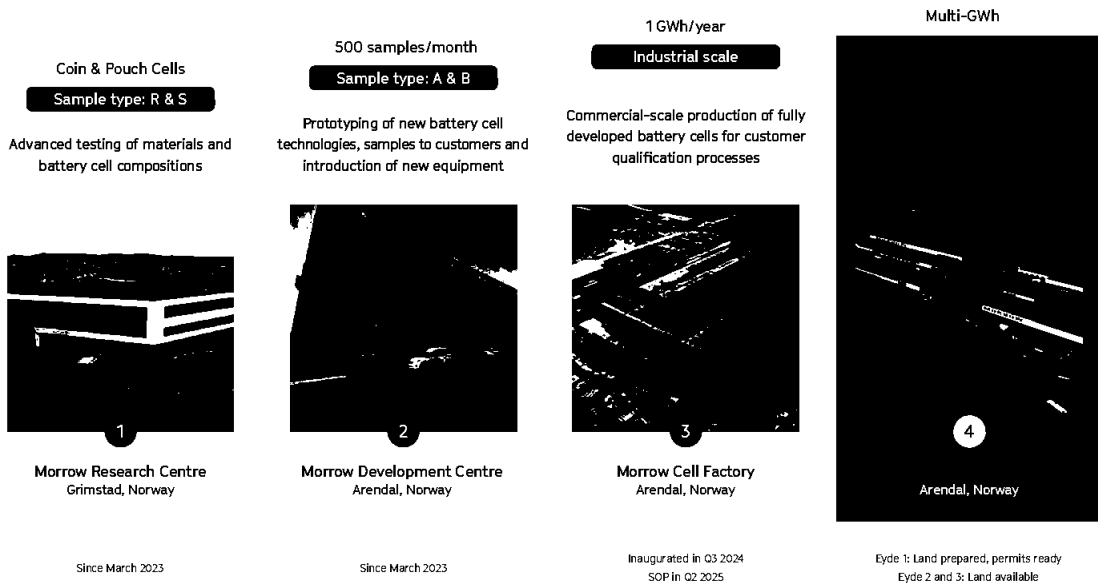 Coin & Pouch Cells
Sample type: R & S
Advanced testing of materials and
battery cell compositions
1
Morrow Research Centre
Grimstad, Norway
Since March 2023
500 samples/month
Sample type: A & B
Prototyping of new battery cell
technologies, samples to customers and
introduction of new equipment
2
Morrow Development Centre
Arendal, Norway
Since March 2023
1 GWh/year
Industrial scale
Commercial-scale production of fully
developed battery cells for customer
qualification processes
3
Morrow Cell Factory
Arendal, Norway
Inaugurated in Q3 2024
SOP in Q2 2025
Multi-GWh
4
Arendal, Norway
Eyde 1: Land prepared, permits ready
Eyde 2 and 3: Land available